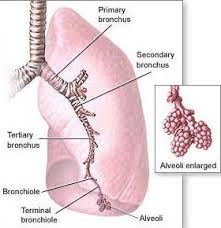 Primary
bronchus
Secondary
bronchus
Tertiary
bronchus
Bronchiole
Terminal
bronchiole
Alveoli
Alveoli enlarged